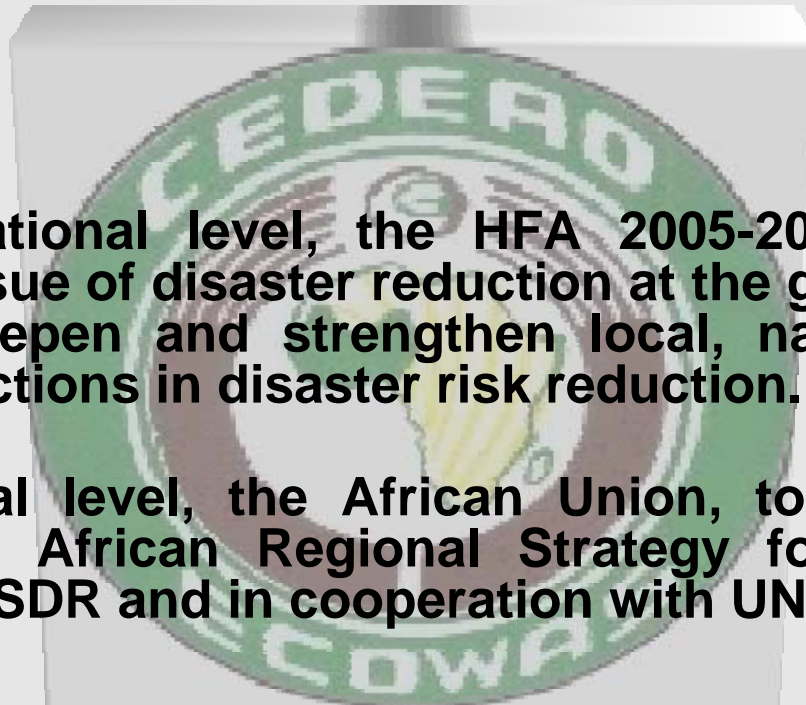 CEDEAO
ational level, the HFA 2005-20
sue of disaster reduction at the g
epen and strengthen local, na
ctions in disaster risk reduction.
al level, the African Union, to
African Regional Strategy fo
SDR and in cooperation with UN
ECOWAS